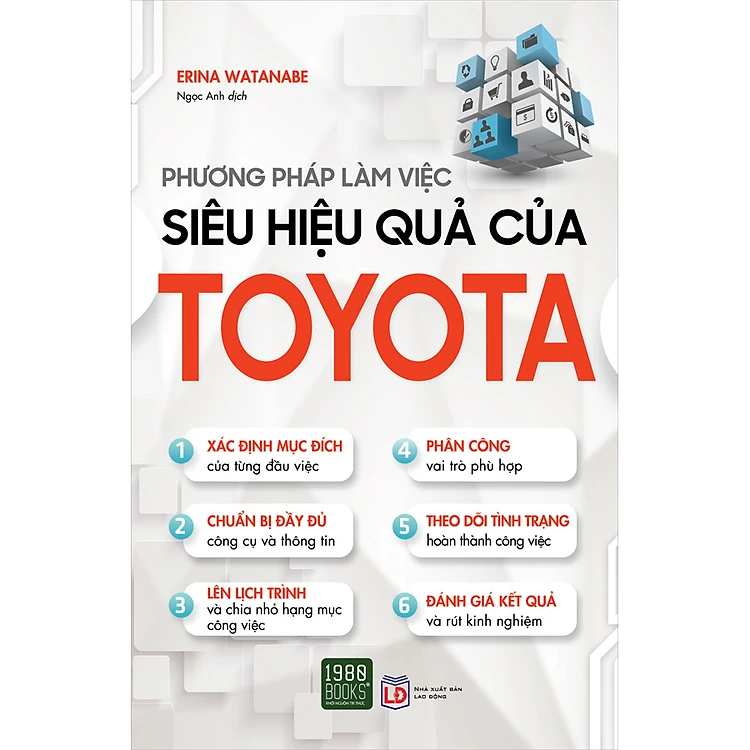 ERINA WATANABE
Ngọc Anh dịch
PHƯƠNG PHÁP LÀM VIỆC
SIÊU HIỆU QUẢ CỦA
TOYOTA
1
XÁC ĐỊNH MỤC ĐÍCH
của từng đầu việc
2
CHUẨN BỊ ĐẦY ĐỦ
công cụ và thông tin
3
LÊN LỊCH TRÌNH
và chia nhỏ hạng mục
công việc
4
PHÂN CÔNG
vai trò phù hợp
5
THEO DÕI TÌNH TRẠNG
hoàn thành công việc
6
ĐÁNH GIÁ KẾT QUẢ
và rút kinh nghiệm
1980
BOOKS®
KHƠI NGUỒN TRI THỨC
LĐ
NHÀ XUẤT BẢN
LAO ĐỘNG